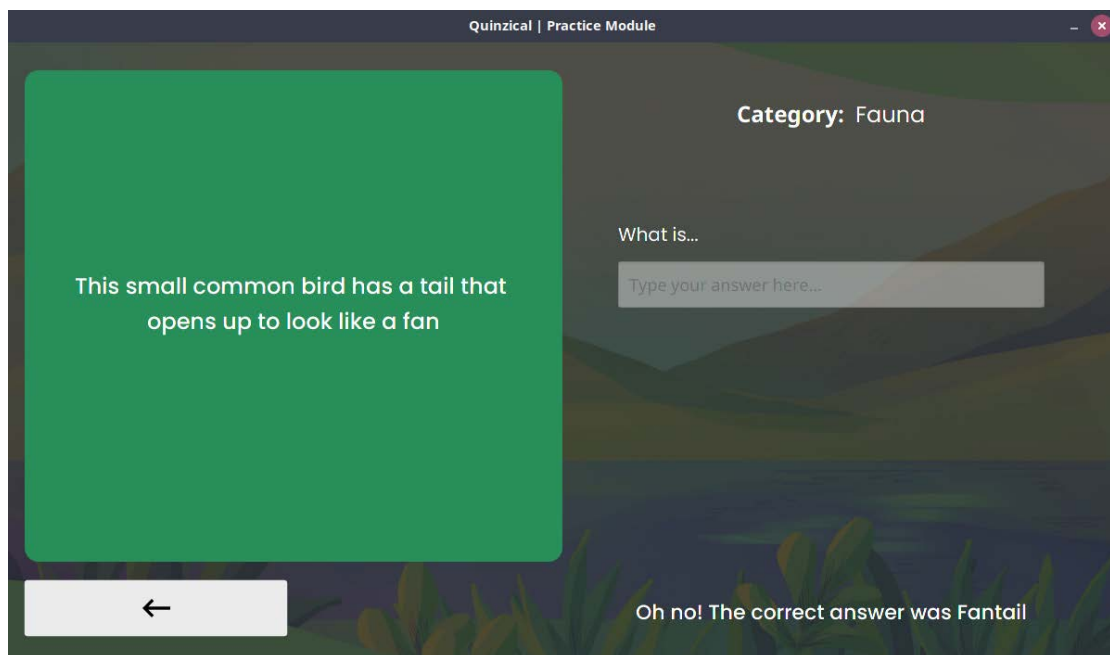 Quinzical | Practice Module
This small common bird has a tail that
opens up to look like a fan
Category: Fauna
What is...
Type your answer here...
Oh no! The correct answer was Fantail